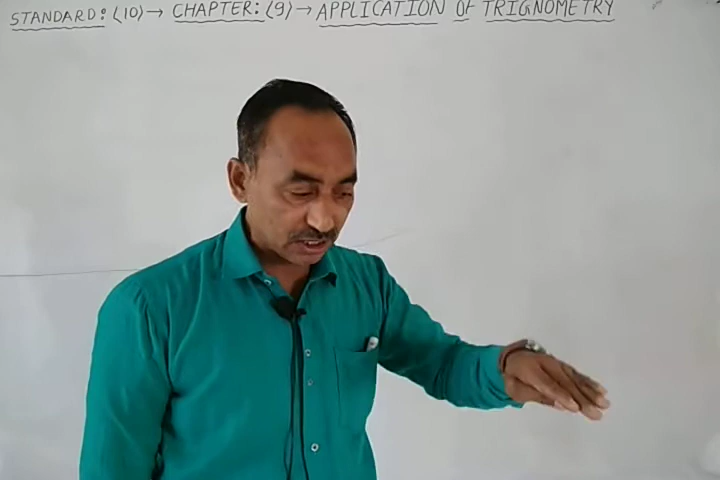 STANDARD: (10) → CHAPTER: (9) → APPLICATION Of TRIGNOMETRY